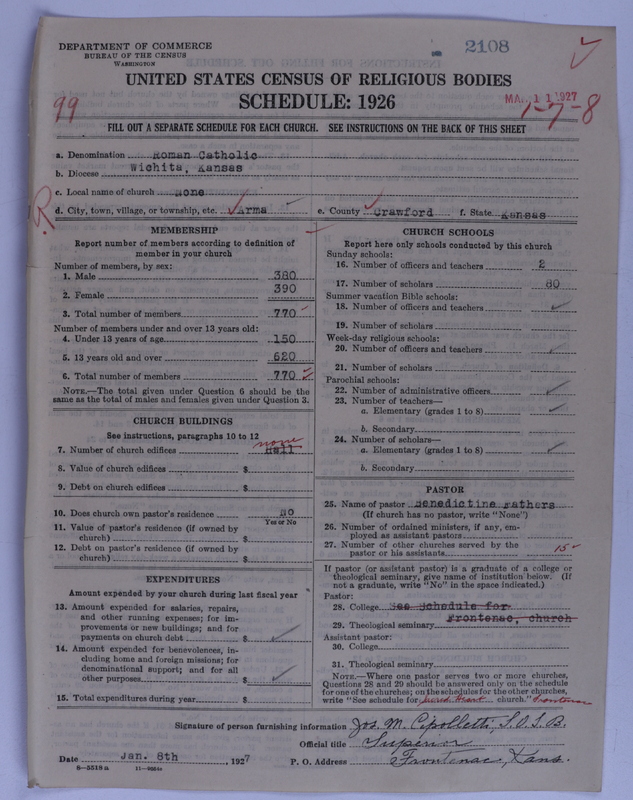 DEPARTMENT OF COMMERCE
BUREAU OF THE CENSUS
WASHINGTON
2108
UNITED STATES CENSUS OF RELIGIOUS BODIES
SCHEDULE: 1926
99
MAR 11 1927
1-7-8
FILL OUT A SEPARATE SCHEDULE FOR EACH CHURCH. SEE INSTRUCTIONS ON THE BACK OF THIS SHEET
a. Denomination Roman Catholic
b. Diocese Wichita, Kansas
c. Local name of church None
d. City, town, village, or township, etc. Arma e. County Crawford f. State Kansas
R
MEMBERSHIP
Report number of members according to definition of
member in your church
Number of members, by sex:
1. Male 380
2. Female 390
3. Total number of members 770
Number of members under and over 13 years old:
4. Under 13 years of age 150
5. 13 years old and over 620
6. Total number of members 770
NOTE.—The total given under Question 6 should be
same as the total of males and females given under Question 3.
CHURCH BUILDINGS
See instructions, paragraphs 10 to 12
none
7. Number of church edifices Hall
8. Value of church edifices $
9. Debt on church edifices $
10. Does church own pastor's residence no
Yes or No
11. Value of pastor's residence (if owned by
church) $
12. Debt on pastor's residence (if owned by
church) $
EXPENDITURES
Amount expended by your church during last fiscal year
13. Amount expended for salaries, repairs,
and other running expenses; for im-
provements or new buildings; and for
payments on church debt $
14. Amount expended for benevolences, in-
cluding home and foreign missions; for
denominational support; and for all
other purposes $
15. Total expenditures during year $
CHURCH SCHOOLS
Report here only schools conducted by this church
Sunday schools:
16. Number of officers and teachers 2
17. Number of scholars 80
Summer vacation Bible schools:
18. Number of officers and teachers
19. Number of scholars
Week-day religious schools:
20. Number of officers and teachers
21. Number of scholars
Parochial schools:
22. Number of administrative officers
23. Number of teachers—
a. Elementary (grades 1 to 8)
b. Secondary
24. Number of scholars—
a. Elementary (grades 1 to 8)
b. Secondary
PASTOR
25. Name of pastor Benedictine Fathers
(If church has no pastor, write "None")
26. Number of ordained ministers, if any, em-
ployed as assistant pastors
27. Number of other churches served by the
pastor or his assistants 15
If pastor (or assistant pastor) is a graduate of a college or
theological seminary, give name of institution below. (If
not a graduate, write "No" in the space indicated.)
Pastor:
28. College See Schedule for
29. Theological seminary Frontenac, church
Assistant pastor:
30. College
31. Theological seminary
NOTE.—Where one pastor serves two or more churches,
Questions 28 and 29 should be answered only on the schedule
for one of the churches; on the schedules for the other churches,
write "See schedule for Sacred Heart church." Frontenac
Signature of person furnishing information Jos. M. Cipolletti, O.S.B.
Official title Superior
Date Jan. 8th, 1927 P. O. Address Frontenac, Kans.
8—5518a 11—9051